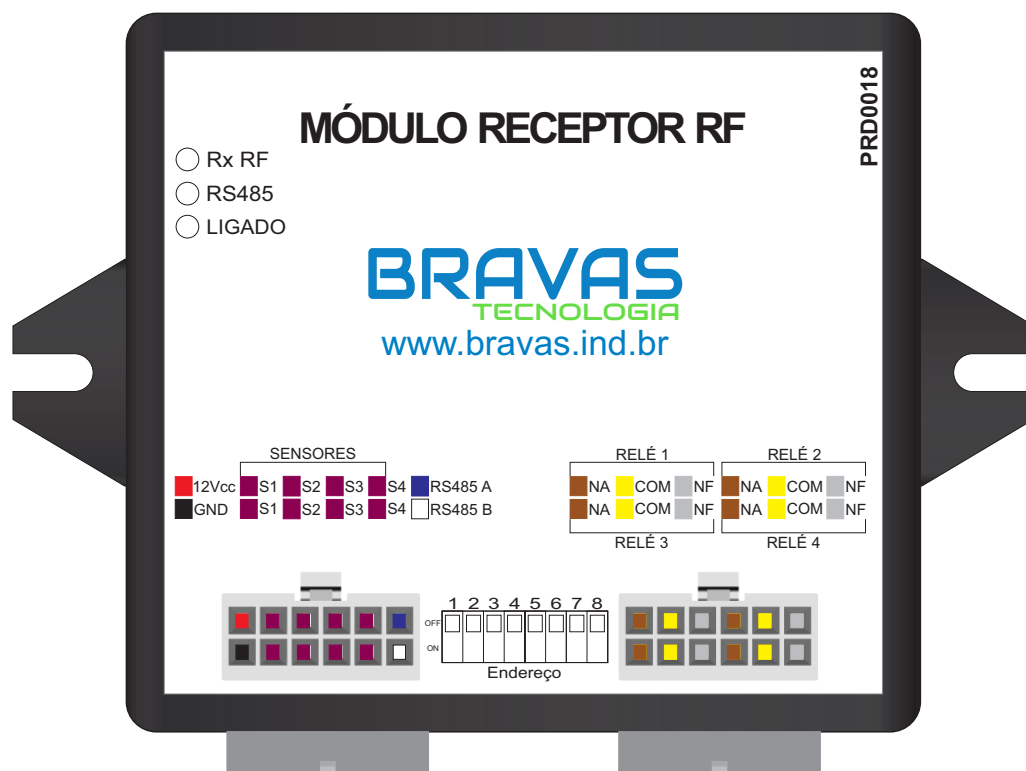 MÓDULO RECEPTOR RF
PRD0018
Rx RF
RS485
LIGADO
BRAVAS
TECNOLOGIA
www.bravas.ind.br
SENSORES
12Vcc S1 S2 S3 S4 RS485 A
GND S1 S2 S3 S4 RS485 B
RELÉ 1 RELÉ 2
NA COM NF NA COM NF
NA COM NF NA COM NF
RELÉ 3 RELÉ 4
1 2 3 4 5 6 7 8
OFF
ON
Endereço